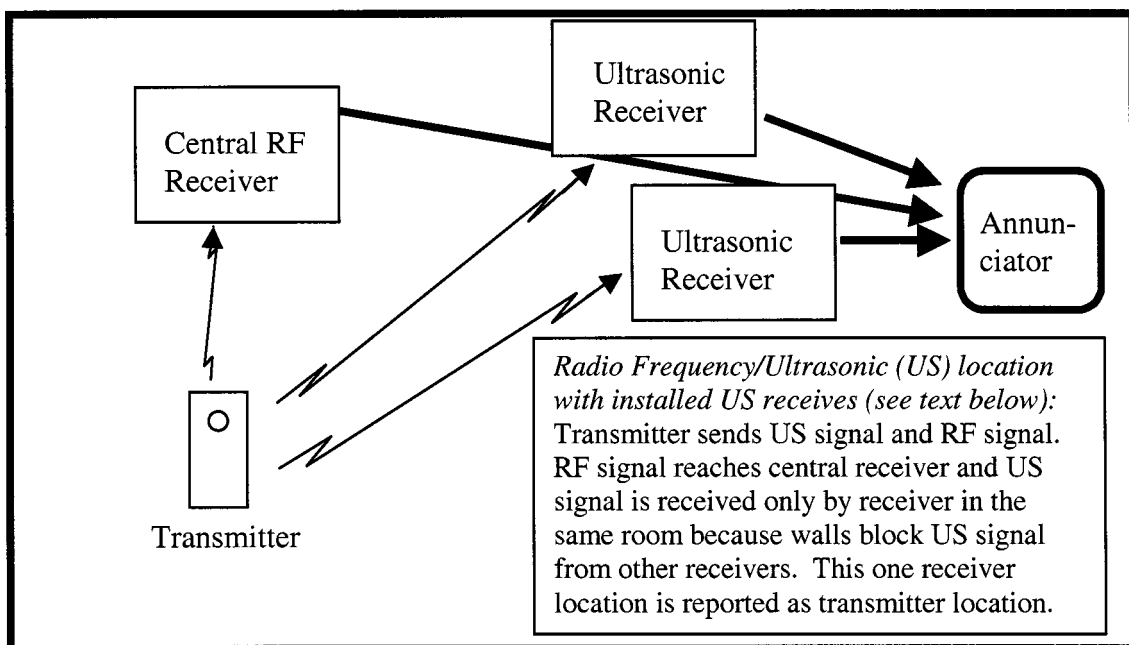 Ultrasonic
Receiver
Central RF
Receiver
Ultrasonic
Receiver
Annun-
ciator
Transmitter
Radio Frequency/Ultrasonic (US) location
with installed US receives (see text below):
Transmitter sends US signal and RF signal.
RF signal reaches central receiver and US
signal is received only by receiver in the
same room because walls block US signal
from other receivers.  This one receiver
location is reported as transmitter location.